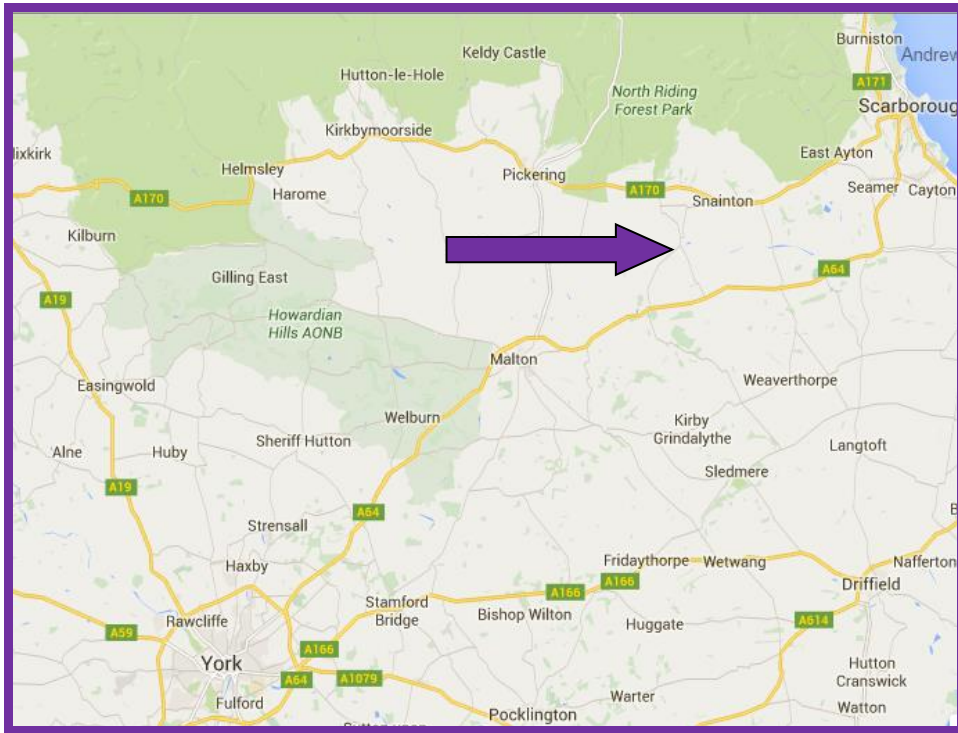 Burniston
Andrew
Keldy Castle
Hutton-le-Hole
A171
North Riding
Forest Park
Scarboroug
Kirkbymoorside
lixkirk
East Ayton
Helmsley
Pickering
A170
Harome
A170
Snainton
Seamer
Cayton
Kilburn
A64
Gilling East
A19
Howardian
Hills AONB
Malton
Weaverthorpe
Easingwold
Welburn
Kirby
Grindalythe
Sheriff Hutton
Langtoft
Alne
Huby
Sledmere
A19
A64
Strensall
Fridaythorpe
Wetwang
Nafferton
Haxby
A166
A166
Driffield
Stamford
Bridge
Bishop Wilton
Rawcliffe
Huggate
A614
A59
A166
York
A64
A1079
Hutton
Cranswick
Fulford
Warter
Watton
Pocklington